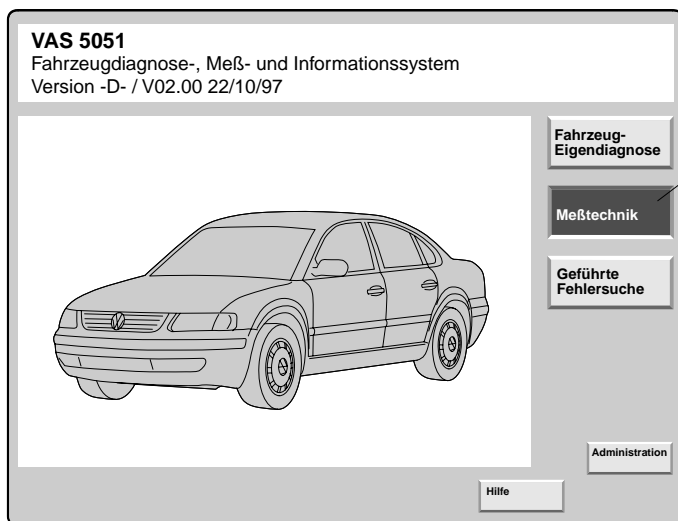 VAS 5051
Fahrzeugdiagnose-, Meß- und Informationssystem
Version -D- / V02.00 22/10/97
Fahrzeug-
Eigendiagnose
Meßtechnik
Geführte
Fehlersuche
Administration
Hilfe